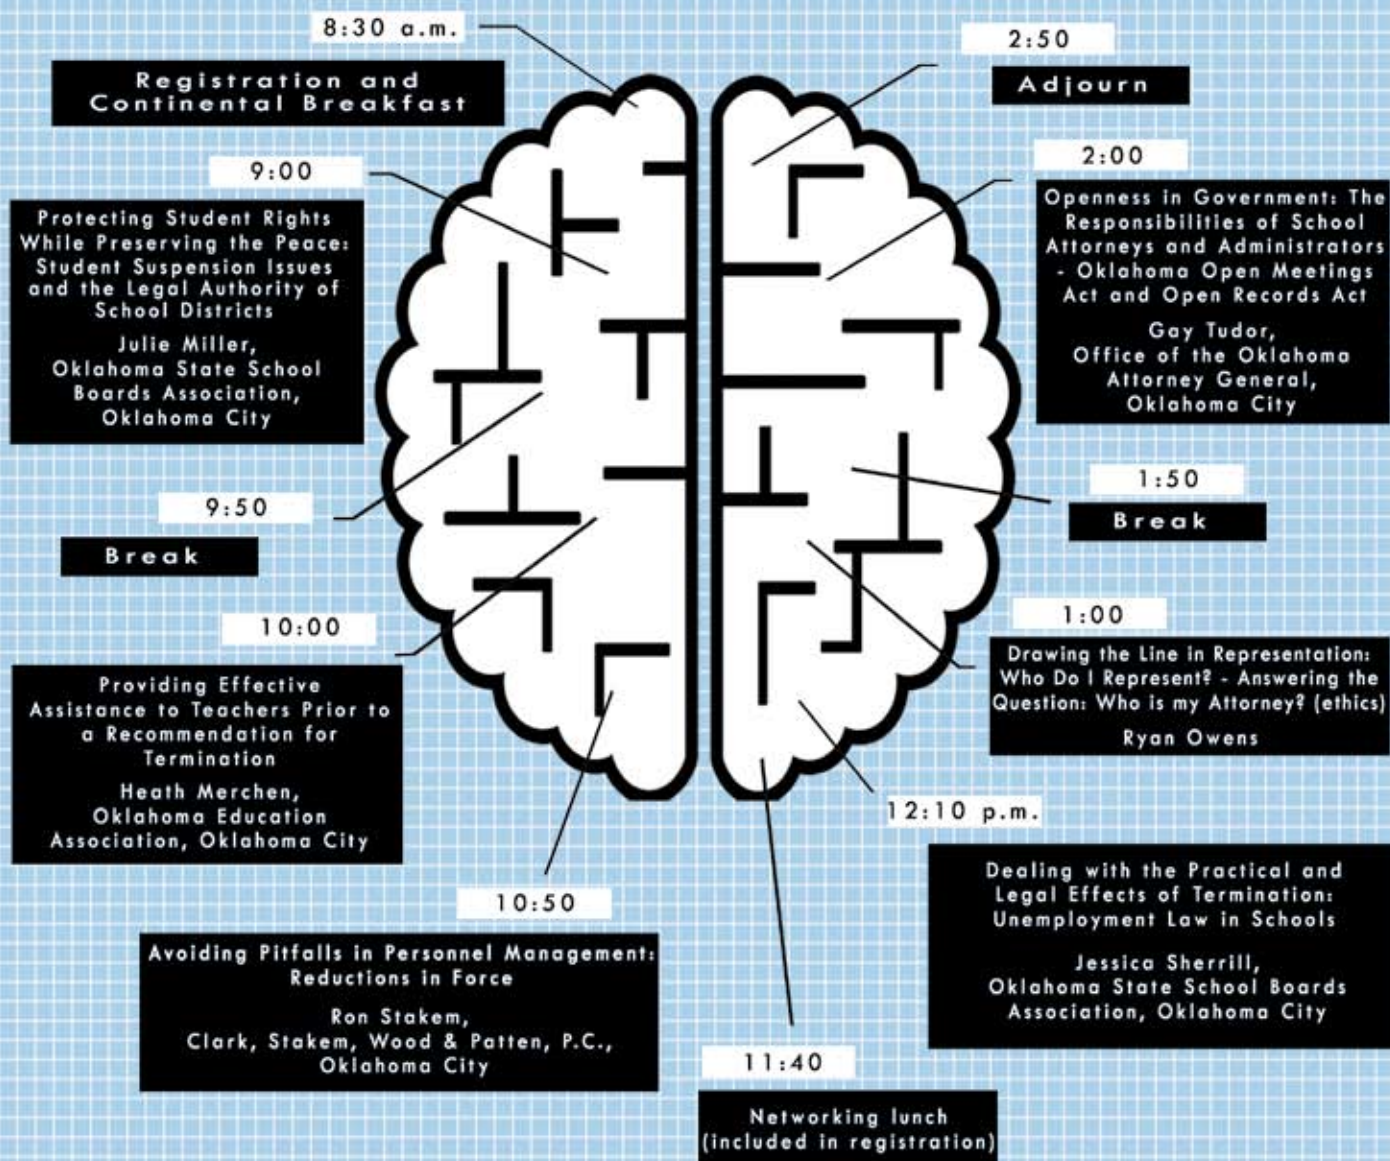 8:30 a.m.
Registration and
Continental Breakfast
9:00
Protecting Student Rights
While Preserving the Peace:
Student Suspension Issues
and the Legal Authority of
School Districts
Julie Miller,
Oklahoma State School
Boards Association,
Oklahoma City
9:50
Break
10:00
Providing Effective
Assistance to Teachers Prior to
a Recommendation for
Termination
Heath Merchen,
Oklahoma Education
Association, Oklahoma City
10:50
Avoiding Pitfalls in Personnel Management:
Reductions in Force
Ron Stakem,
Clark, Stakem, Wood & Patten, P.C.,
Oklahoma City
11:40
Networking lunch
(included in registration)
12:10 p.m.
Dealing with the Practical and
Legal Effects of Termination:
Unemployment Law in Schools
Jessica Sherrill,
Oklahoma State School Boards
Association, Oklahoma City
1:00
Drawing the Line in Representation:
Who Do I Represent? - Answering the
Question: Who is my Attorney? (ethics)
Ryan Owens
1:50
Break
2:00
Openness in Government: The
Responsibilities of School
Attorneys and Administrators
- Oklahoma Open Meetings
Act and Open Records Act
Gay Tudor,
Office of the Oklahoma
Attorney General,
Oklahoma City
2:50
Adjourn